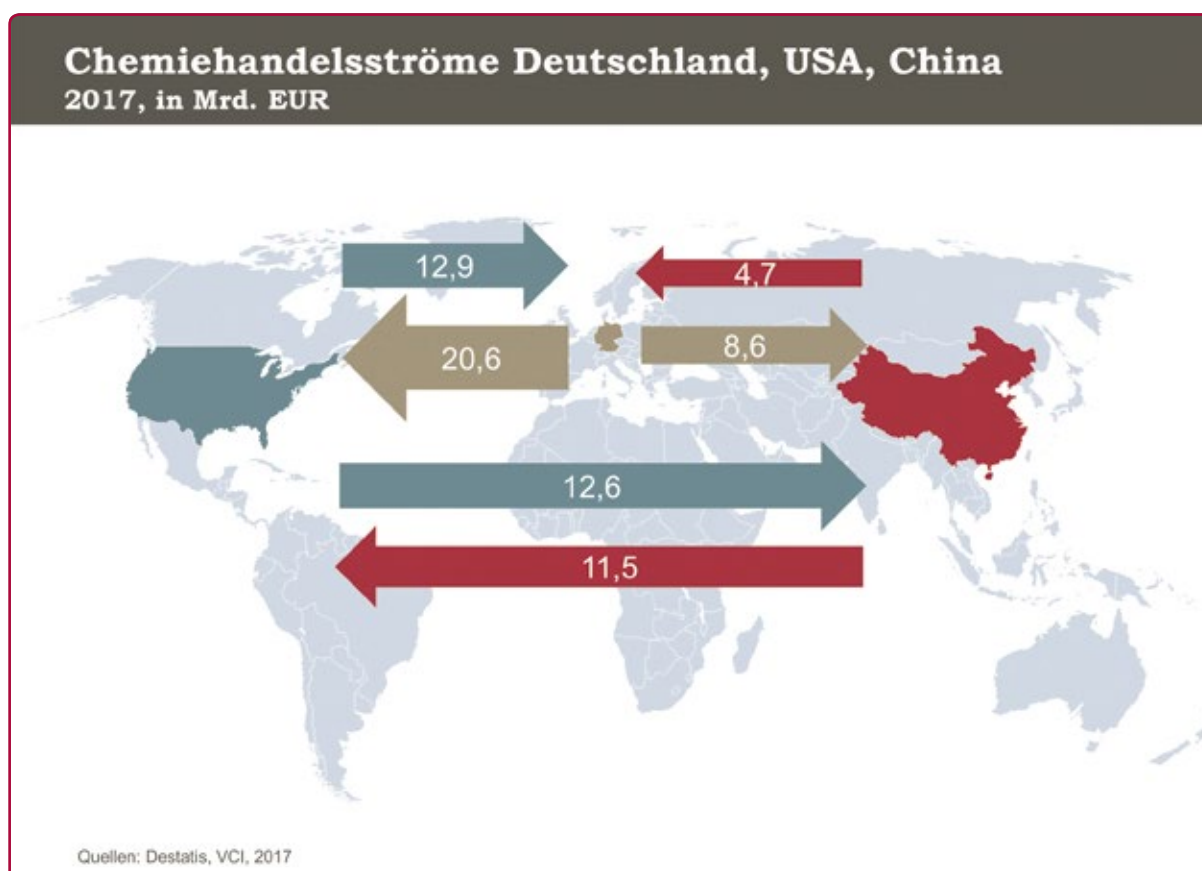 Chemiehandelsströme Deutschland, USA, China
2017, in Mrd. EUR
12,9
4,7
20,6
8,6
12,6
11,5
Quellen: Destatis, VCI, 2017